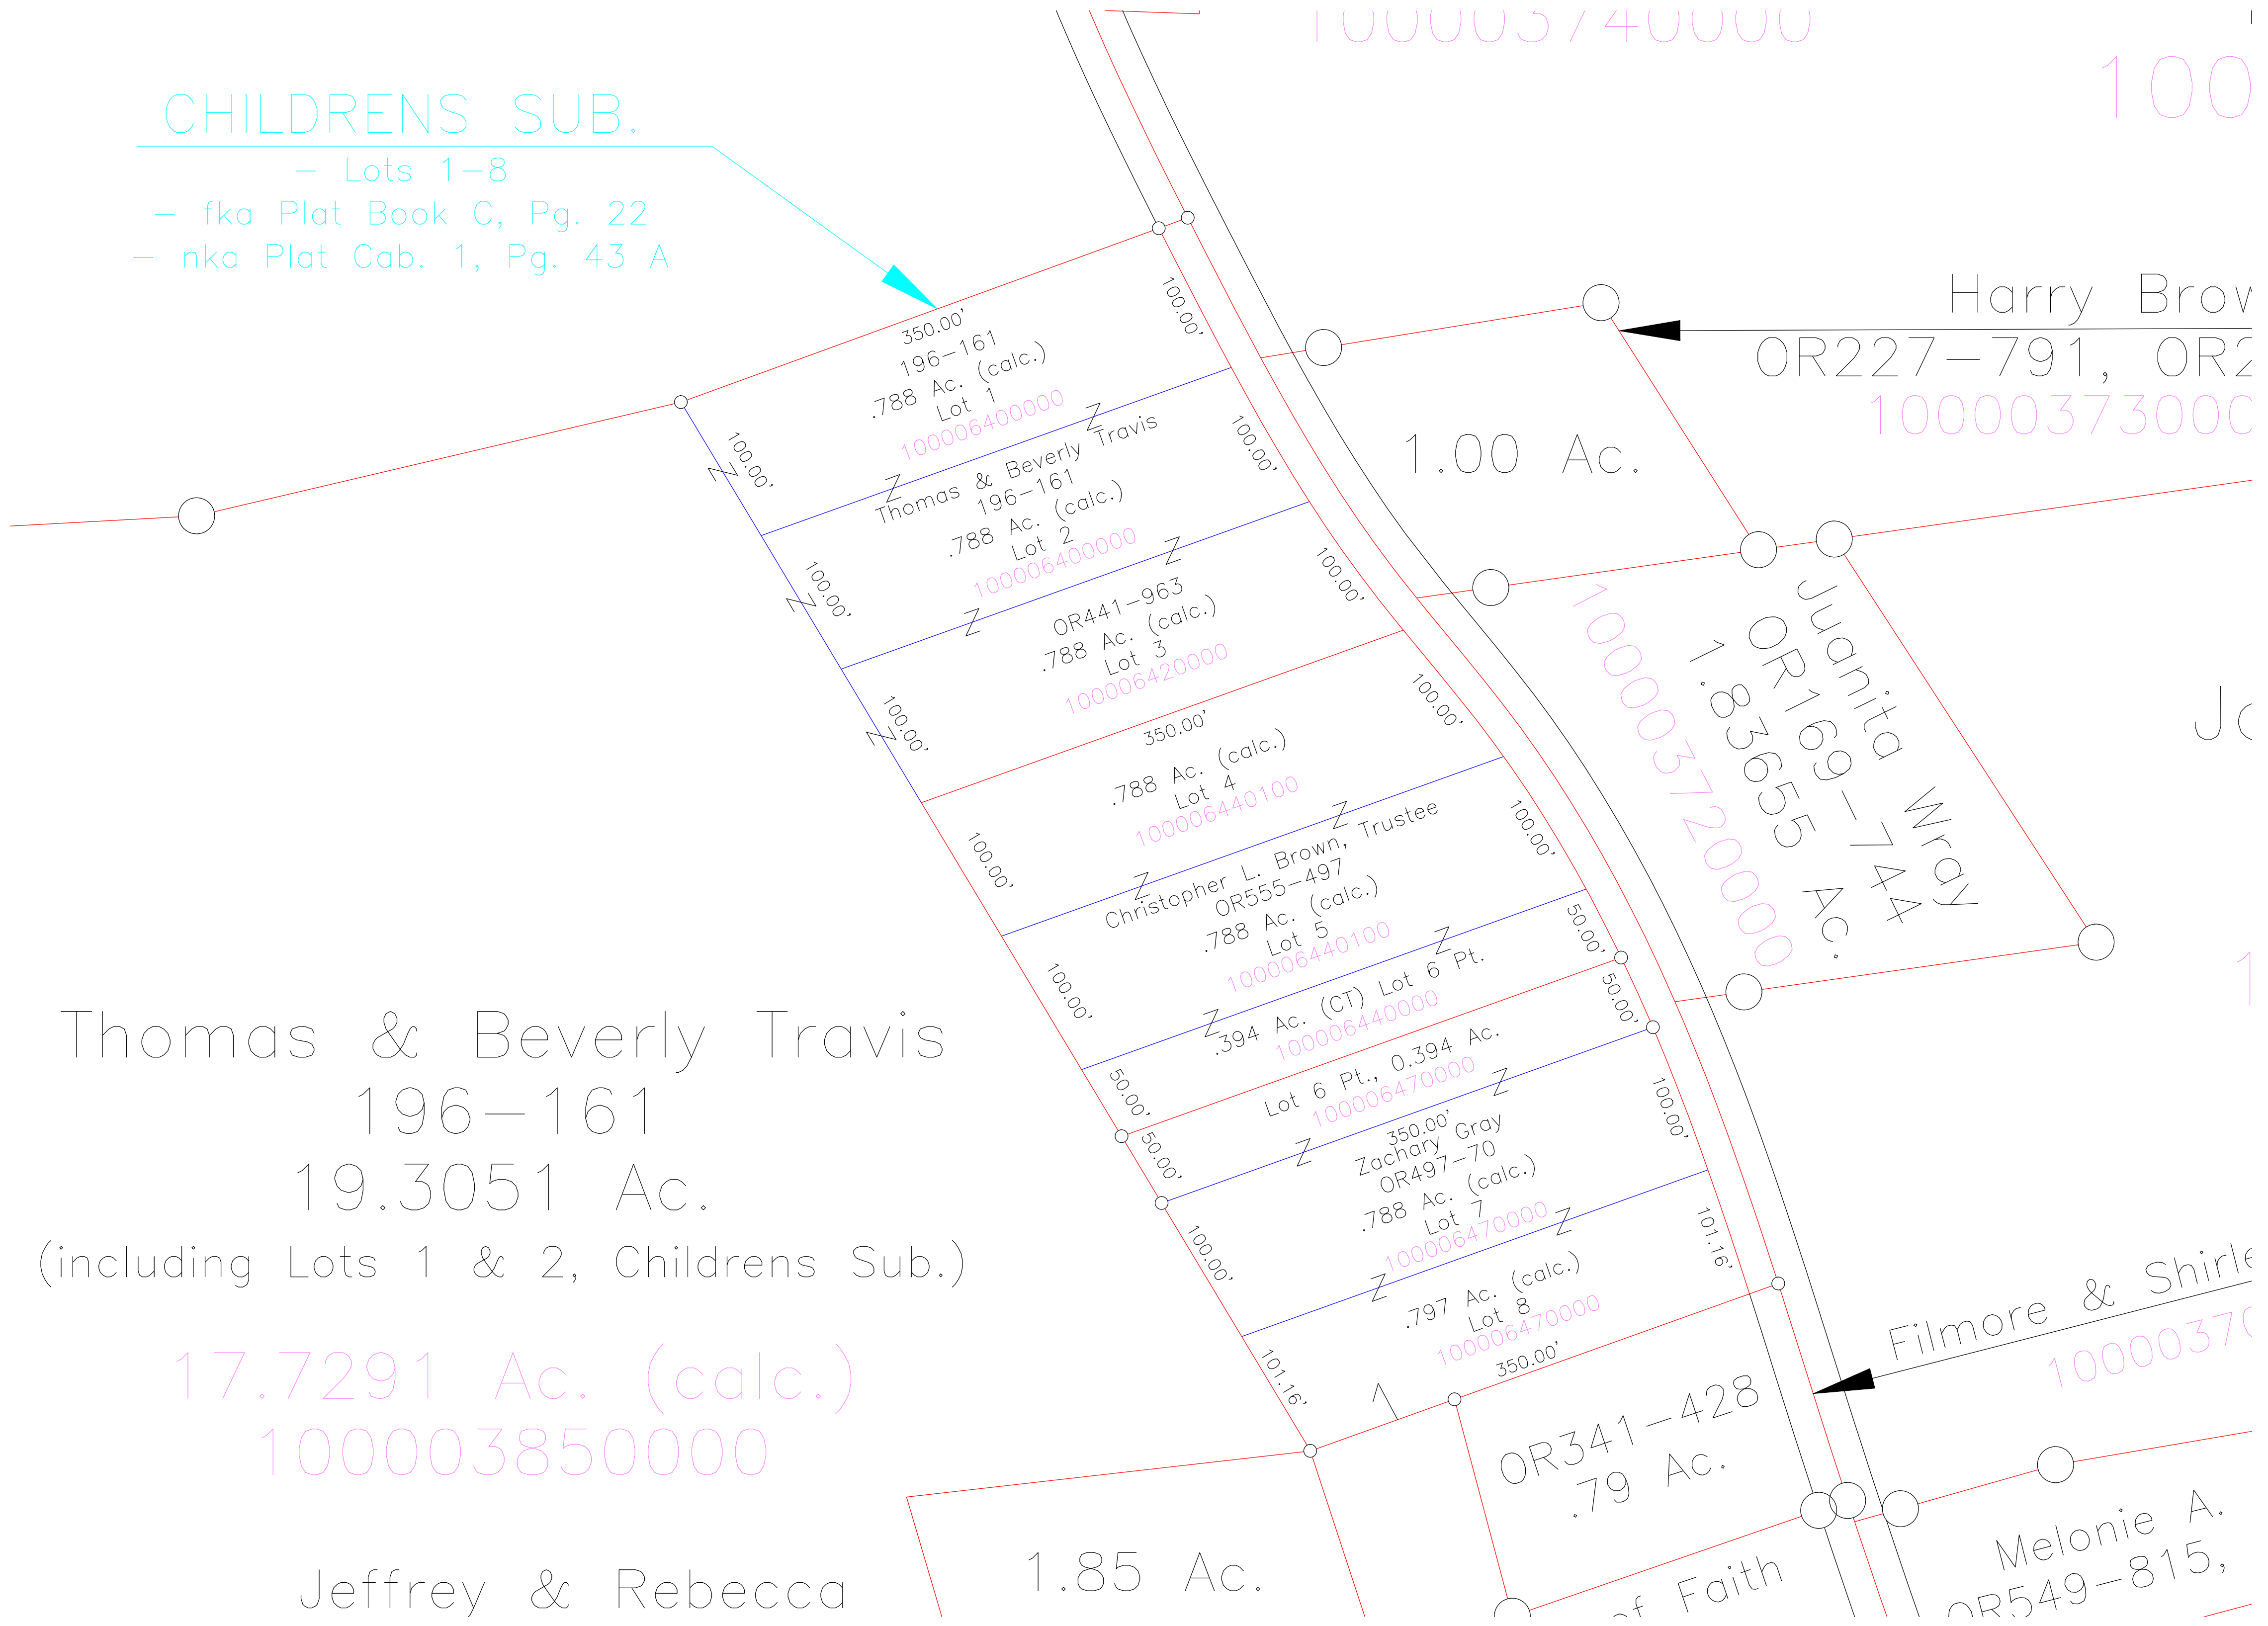 100003740000
100
CHILDRENS SUB.
- Lots 1-8
- fka Plat Book C, Pg. 22
- nka Plat Cab. 1, Pg. 43 A
Harry Brow
OR227-791, OR2
10000373000
1.00 Ac.
350.00'
196-161
.788 Ac. (calc.)
Lot 1
100006400000
100.00'
100.00'
Thomas & Beverly Travis
196-161
.788 Ac. (calc.)
Lot 2
100006400000
100.00'
100.00'
OR441-963
.788 Ac. (calc.)
Lot 3
100006420000
100.00'
100.00'
350.00'
.788 Ac. (calc.)
Lot 4
100006440100
100.00'
100.00'
Christopher L. Brown, Trustee
OR555-497
.788 Ac. (calc.)
Lot 5
100006440100
100.00'
100.00'
.394 Ac. (CT) Lot 6 Pt.
100006440000
50.00'
50.00'
Lot 6 Pt., 0.394 Ac.
100006470000
50.00'
50.00'
350.00'
Zachary Gray
OR497-70
.788 Ac. (calc.)
Lot 7
100006470000
100.00'
100.00'
.797 Ac. (calc.)
Lot 8
100006470000
350.00'
101.16'
101.16'
Juanita Wray
OR169-744
1.83655 Ac.
100003720000
Thomas & Beverly Travis
196-161
19.3051 Ac.
(including Lots 1 & 2, Childrens Sub.)
17.7291 Ac. (calc.)
100003850000
Jeffrey & Rebecca
1.85 Ac.
OR341-428
.79 Ac.
of Faith
Filmore & Shirle
10000370
Melonie A.
OR549-815,